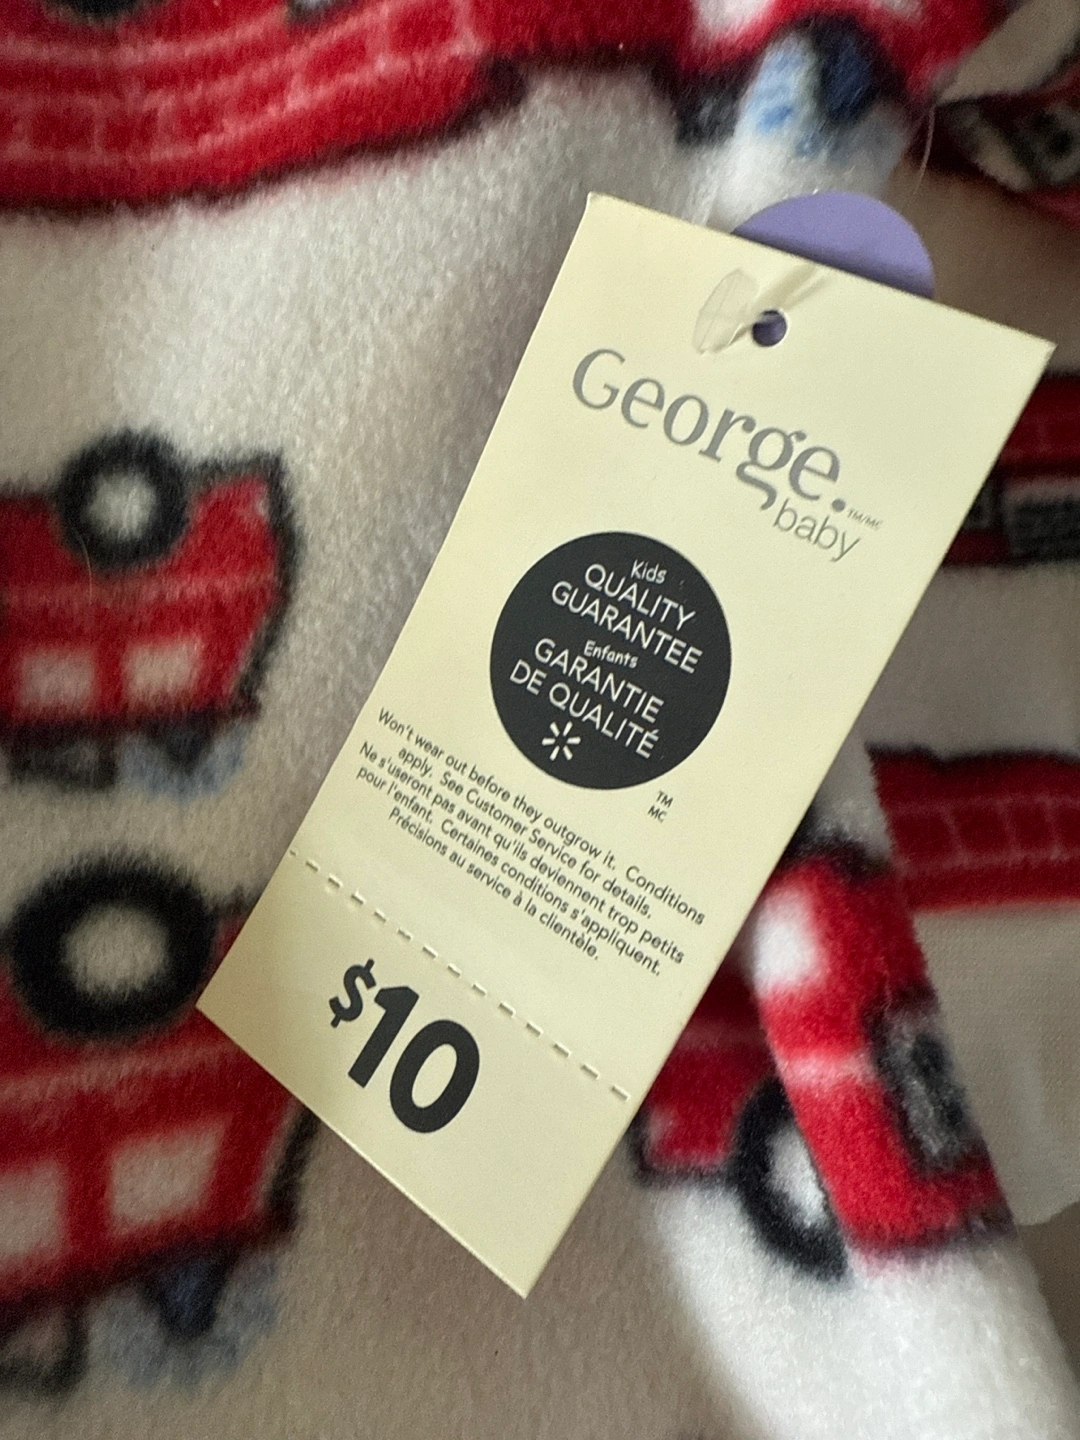 George.™/MC
baby
Kids
QUALITY
GUARANTEE
Enfants
GARANTIE
DE QUALITÉ
TM
MC
Won't wear out before they outgrow it. Conditions
apply. See Customer Service for details.
Ne s'useront pas avant qu'ils deviennent trop petits
pour l'enfant. Certaines conditions s'appliquent.
Précisions au service à la clientèle.
$10